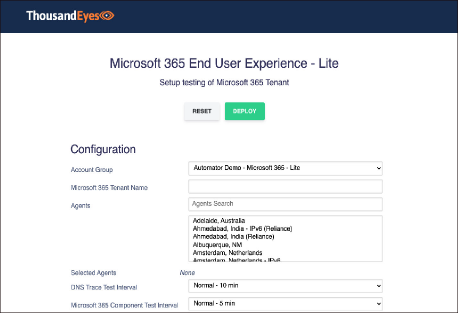 ThousandEyes
Microsoft 365 End User Experience - Lite
Setup testing of Microsoft 365 Tenant
RESET
DEPLOY
Configuration
Account Group
Automator Demo - Microsoft 365 - Lite
Microsoft 365 Tenant Name
Agents
Agents Search
Adelaide, Australia
Ahmedabad, India - IPv6 (Reliance)
Ahmedabad, India (Reliance)
Albuquerque, NM
Amsterdam, Netherlands
Amsterdam, Netherlands - IPv6
Selected Agents
None
DNS Trace Test Interval
Normal - 10 min
Microsoft 365 Component Test Interval
Normal - 5 min